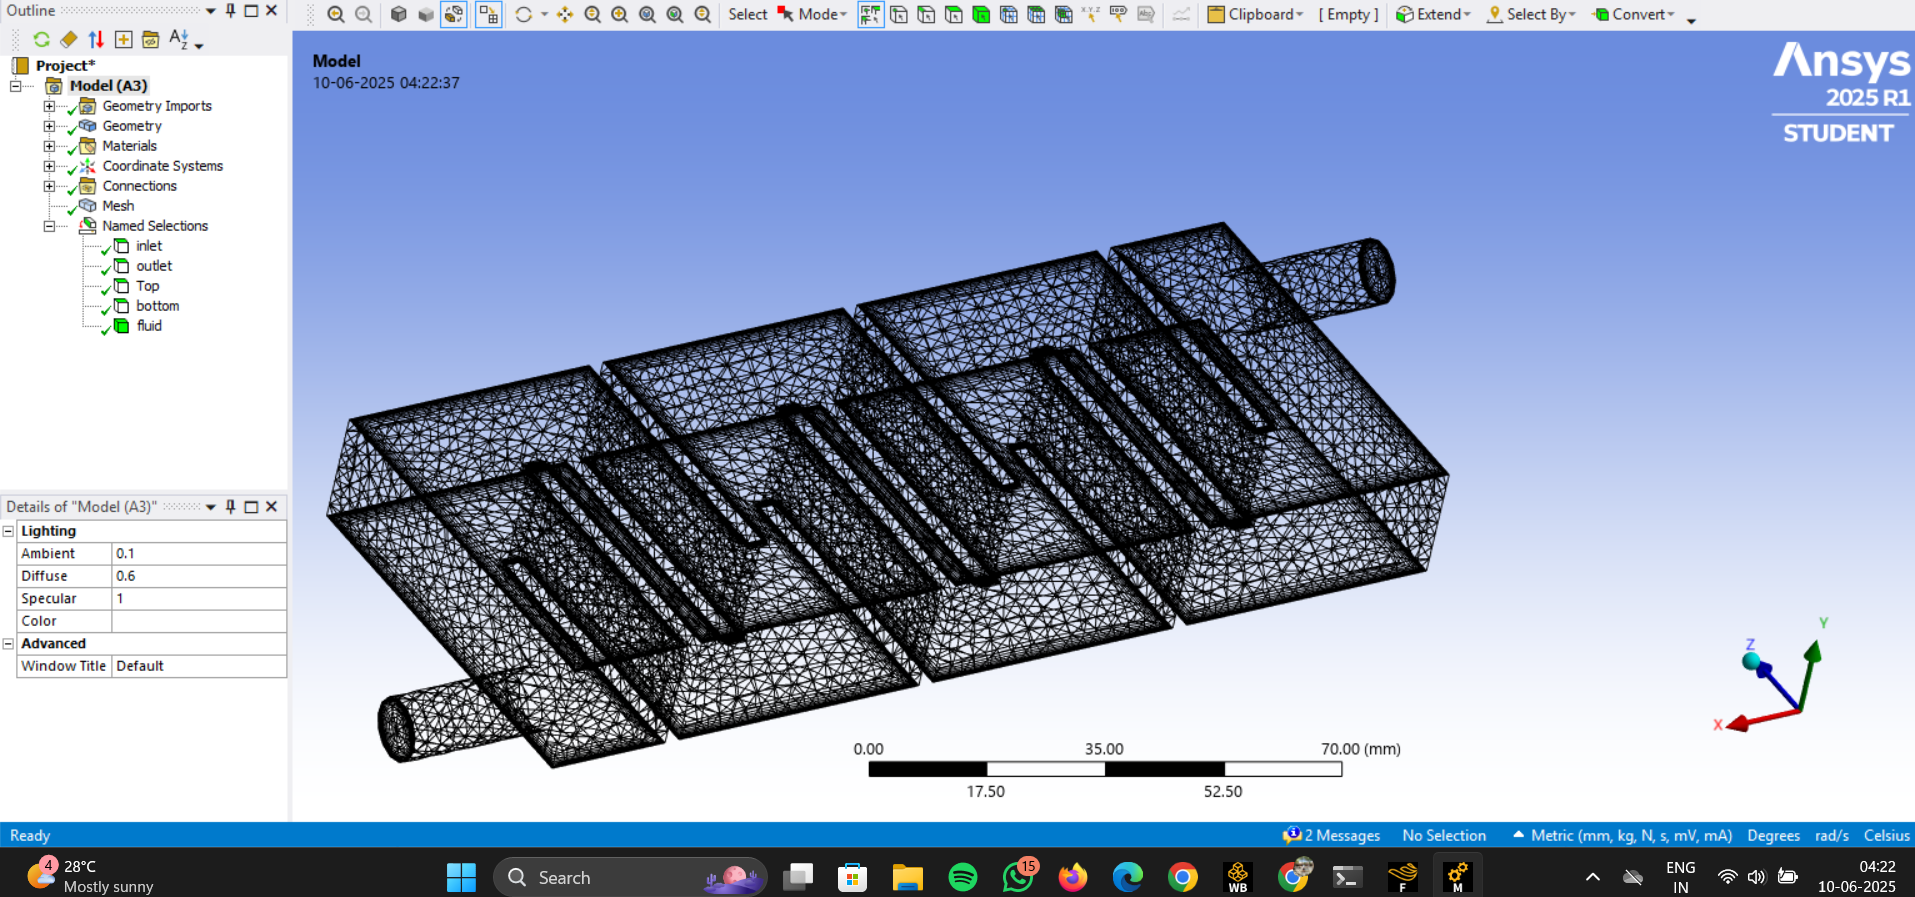 Outline
Select
Mode
Clipboard
[ Empty ]
Extend
Select By
Convert
Project*
Model (A3)
Geometry Imports
Geometry
Materials
Coordinate Systems
Connections
Mesh
Named Selections
inlet
outlet
Top
bottom
fluid
Details of "Model (A3)"
Lighting
Ambient 0.1
Diffuse 0.6
Specular 1
Color
Advanced
Window Title Default
Model
10-06-2025 04:22:37
Ansys
2025 R1
STUDENT
Y
Z
X
0.00 35.00 70.00 (mm)
17.50 52.50
Ready
2 Messages No Selection Metric (mm, kg, N, s, mV, mA) Degrees rad/s Celsius
4
28°C
Mostly sunny
Search
15
WB
F
M
ENG
IN
04:22
10-06-2025